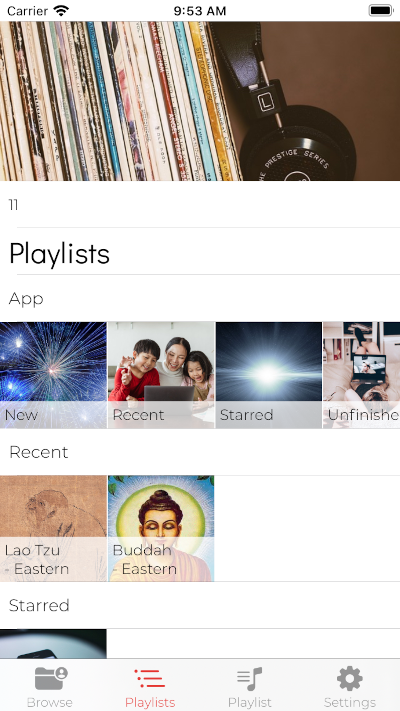 Carrier 9:53 AM
L
THE PRESTIGE SERIES
11
Playlists
App
New
Recent
Starred
Unfinishe
Recent
Lao Tzu
- Eastern
Buddah
- Eastern
Starred
Browse
Playlists
Playlist
Settings